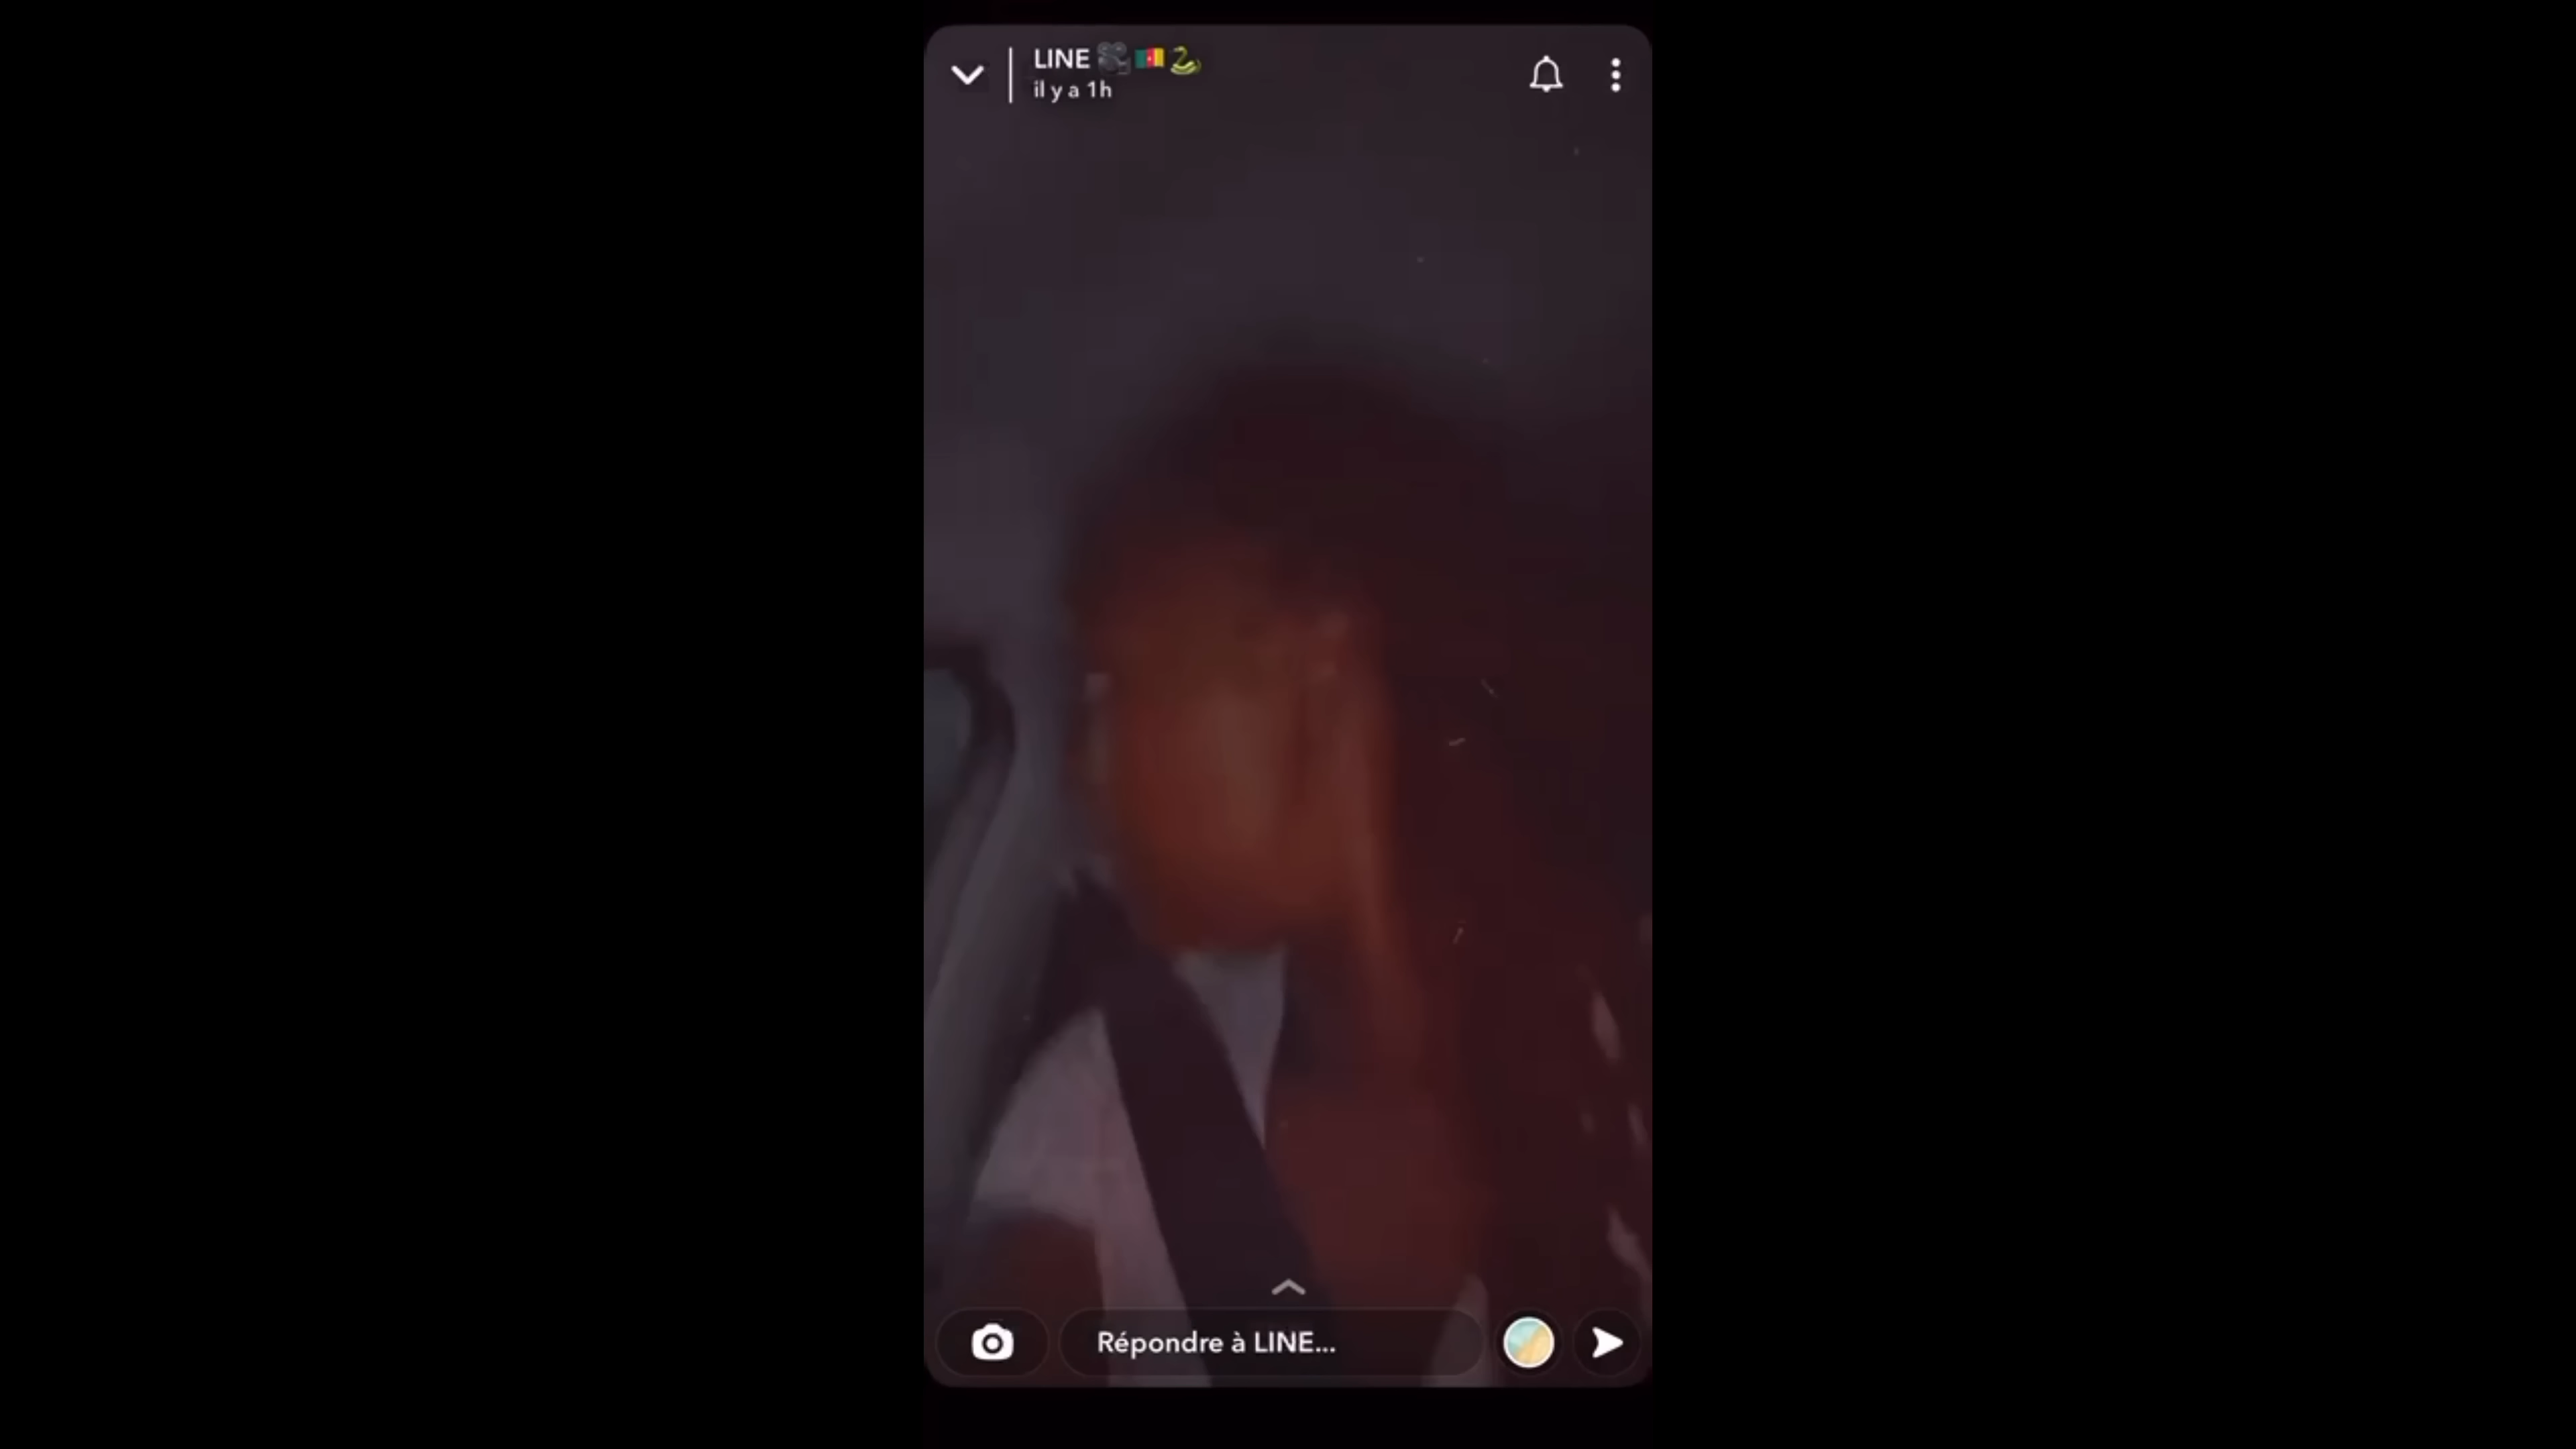 LINE 🎥🇨🇲🐍
il y a 1h
Répondre à LINE...